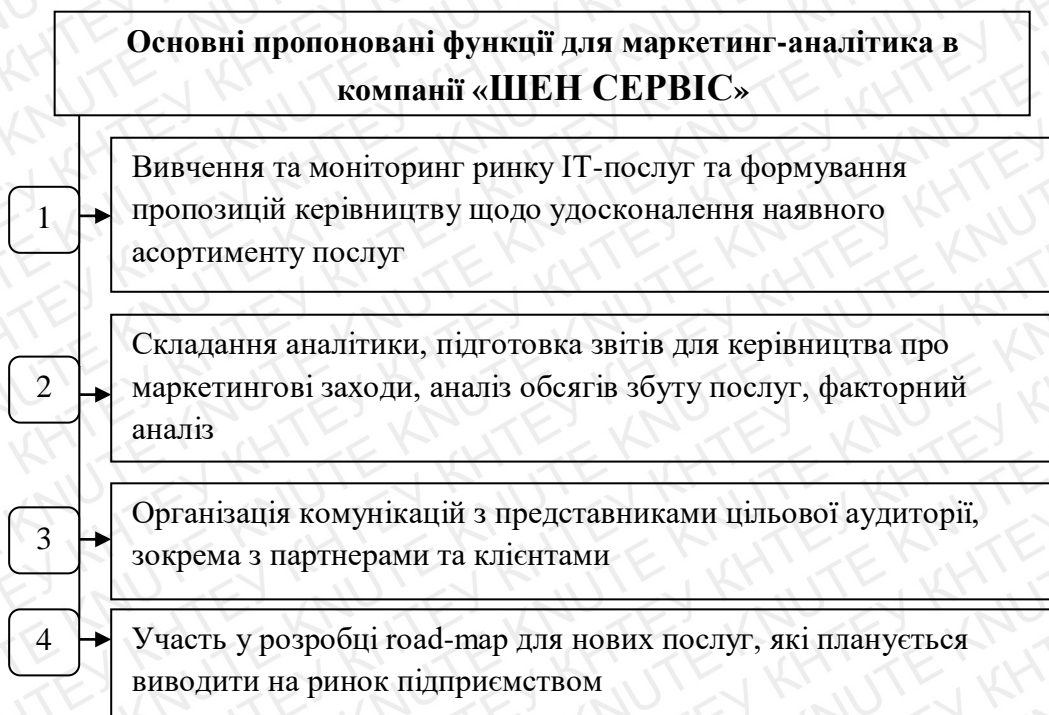 Основні пропоновані функції для маркетинг-аналітика в
компанії «ШЕН СЕРВІС»
1
Вивчення та моніторинг ринку ІТ-послуг та формування
пропозицій керівництву щодо удосконалення наявного
асортименту послуг
2
Складання аналітики, підготовка звітів для керівництва про
маркетингові заходи, аналіз обсягів збуту послуг, факторний
аналіз
3
Організація комунікацій з представниками цільової аудиторії,
зокрема з партнерами та клієнтами
4
Участь у розробці road-map для нових послуг, які планується
виводити на ринок підприємством